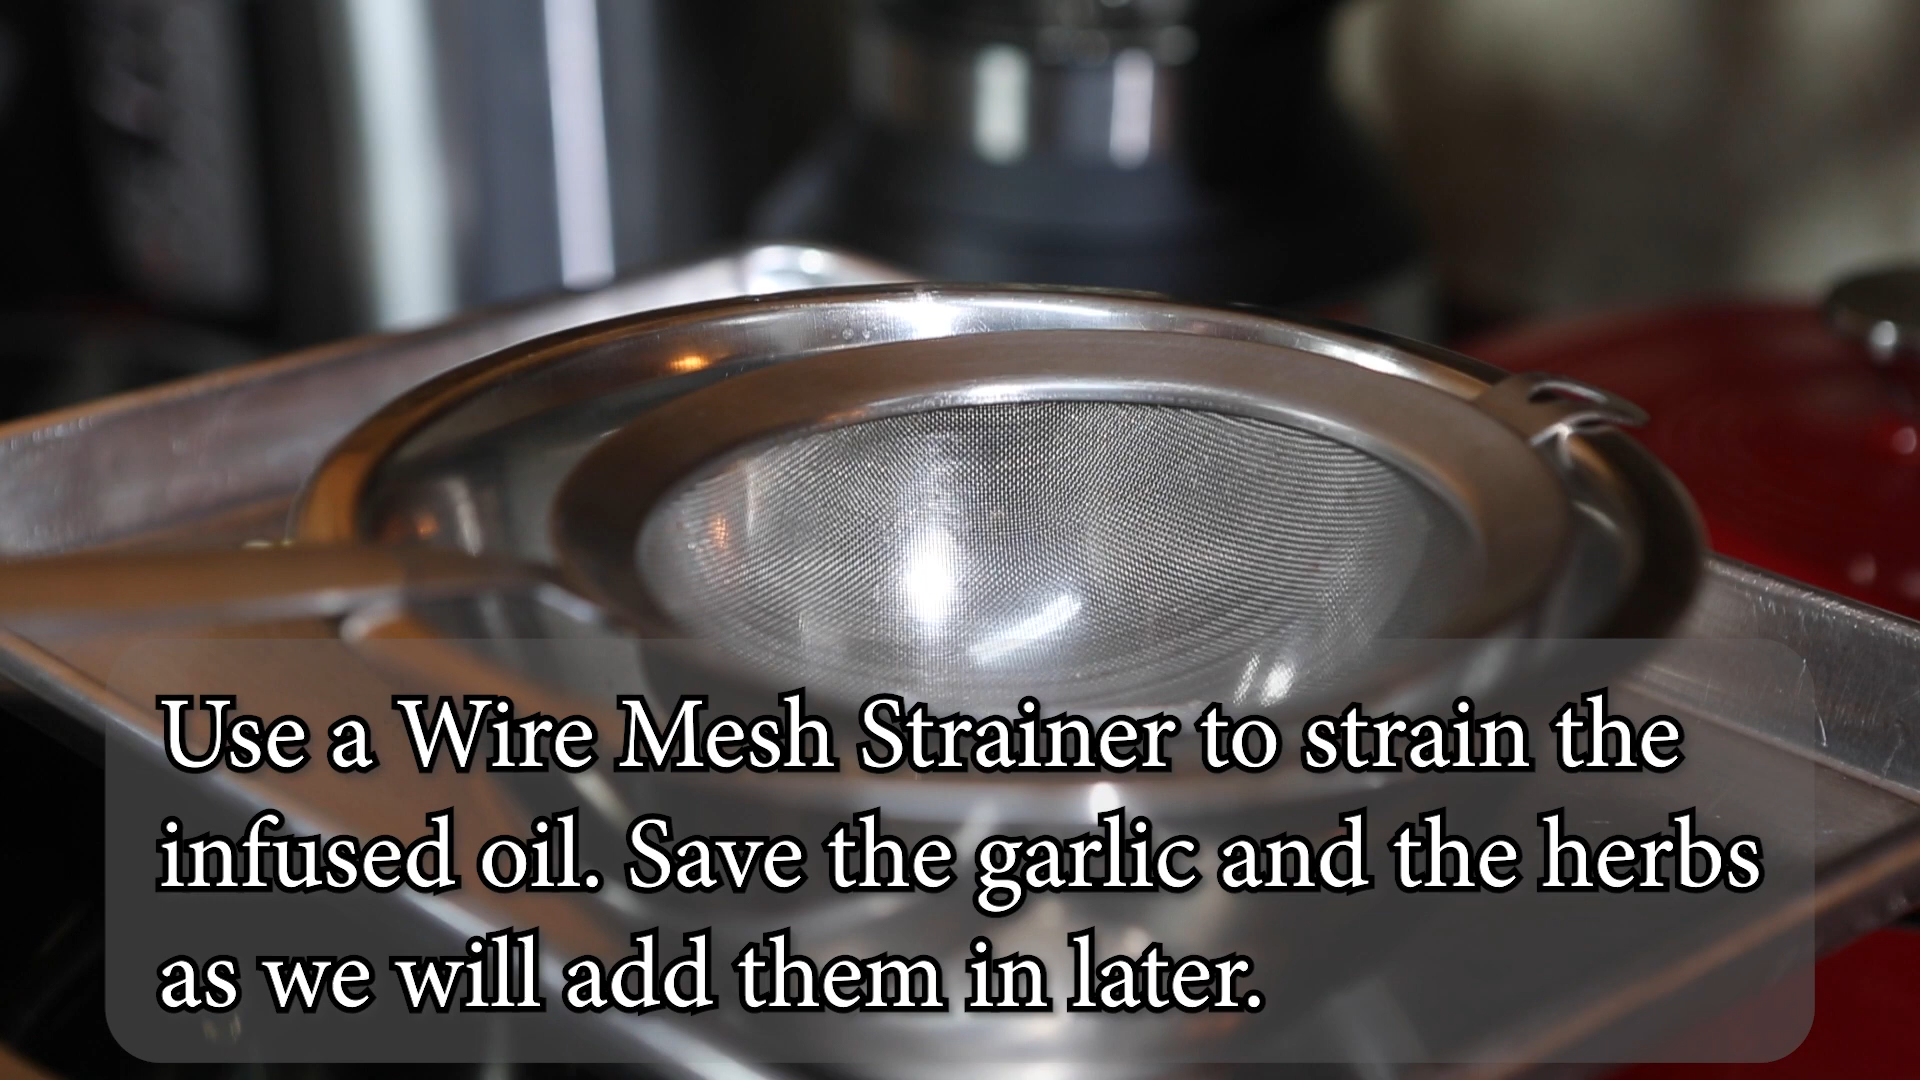 Use a Wire Mesh Strainer to strain the
infused oil. Save the garlic and the herbs
as we will add them in later.